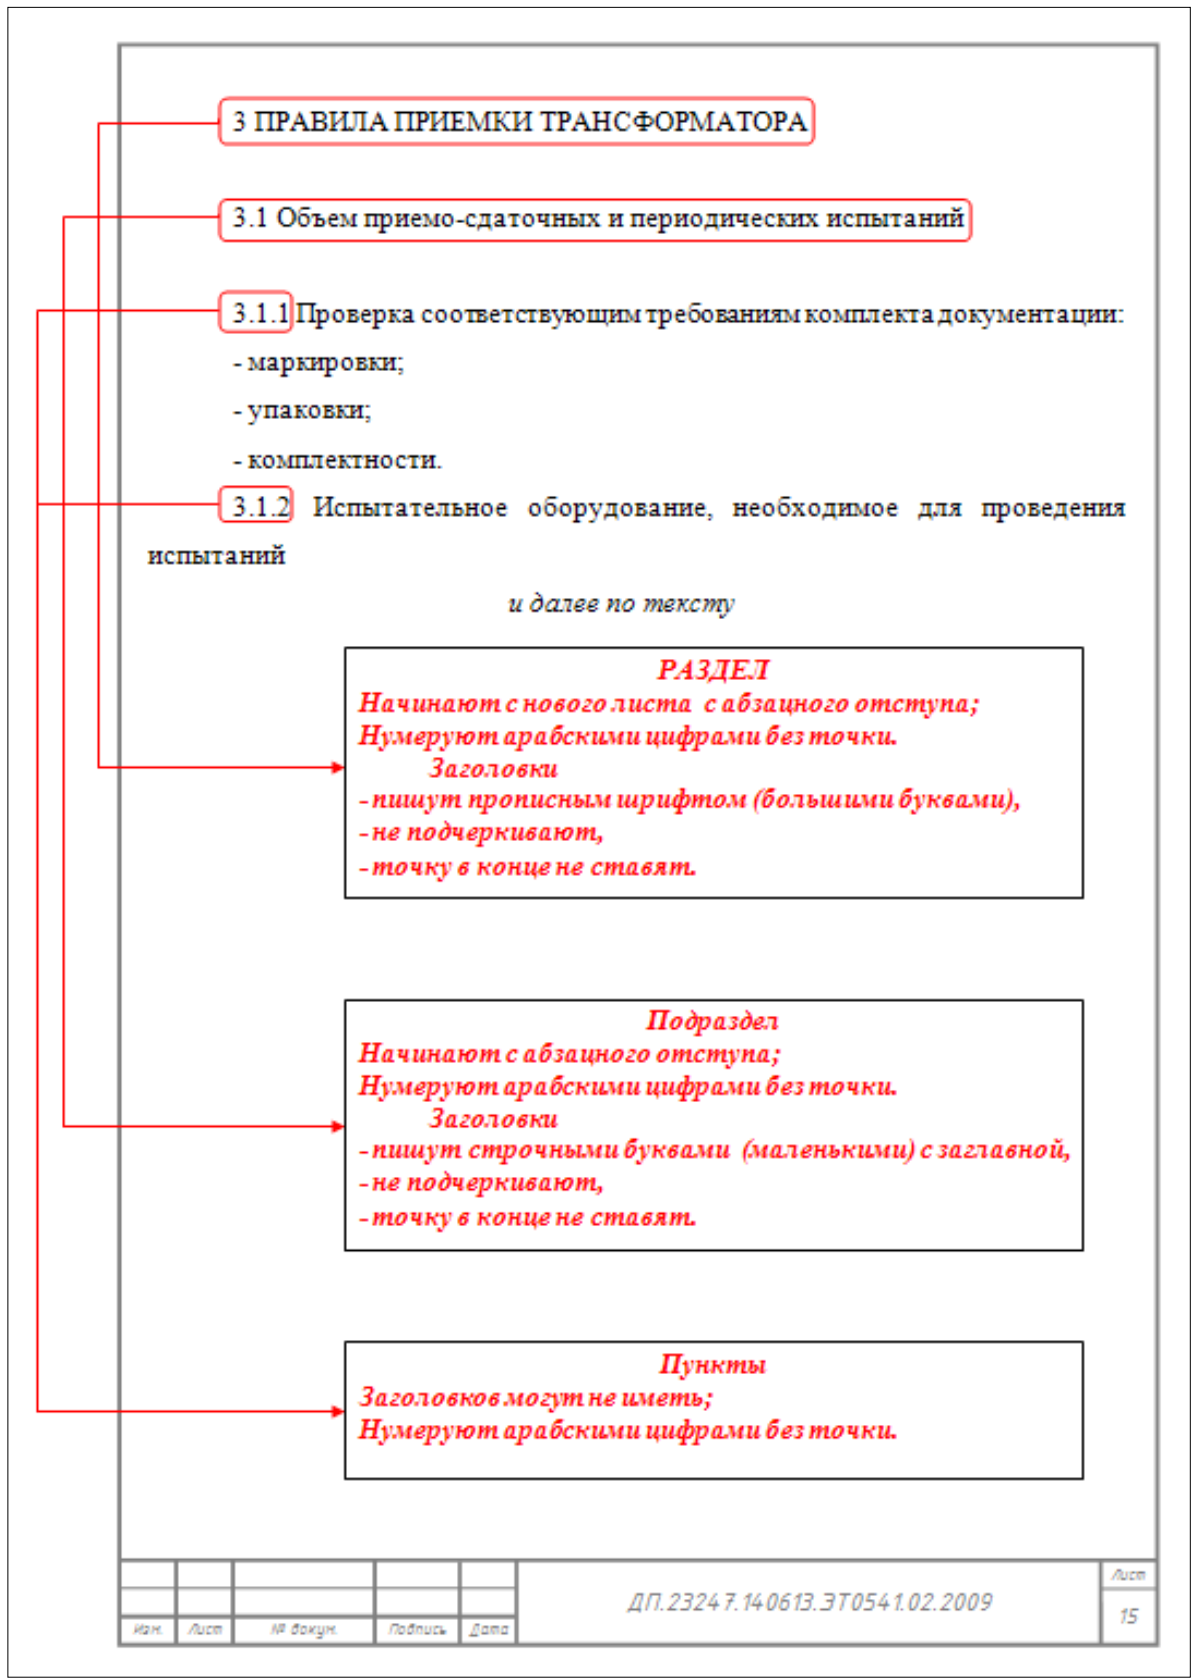 3 ПРАВИЛА ПРИЕМКИ ТРАНСФОРМАТОРА
3.1 Объем приемо-сдаточных и периодических испытаний
3.1.1 Проверка соответствующим требованиям комплекта документации:
- маркировки;
- упаковки;
- комплектности.
3.1.2 Испытательное оборудование, необходимое для проведения
испытаний
и далее по тексту
РАЗДЕЛ
Начинают с нового листа с абзацного отступа;
Нумеруют арабскими цифрами без точки.
Заголовки
- пишут прописным шрифтом (большими буквами),
- не подчеркивают,
- точку в конце не ставят.
Подраздел
Начинают с абзацного отступа;
Нумеруют арабскими цифрами без точки.
Заголовки
- пишут строчными буквами (маленькими) с заглавной,
- не подчеркивают,
- точку в конце не ставят.
Пункты
Заголовков могут не иметь;
Нумеруют арабскими цифрами без точки.
ДП.23247.140613.ЭТ0541.02.2009
Лист
15
Изм. Лист № докум. Подпись Дата